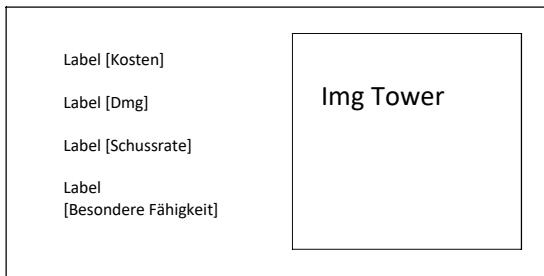 Label [Kosten]
Label [Dmg]
Label [Schussrate]
Label
[Besondere Fähigkeit]
Img Tower